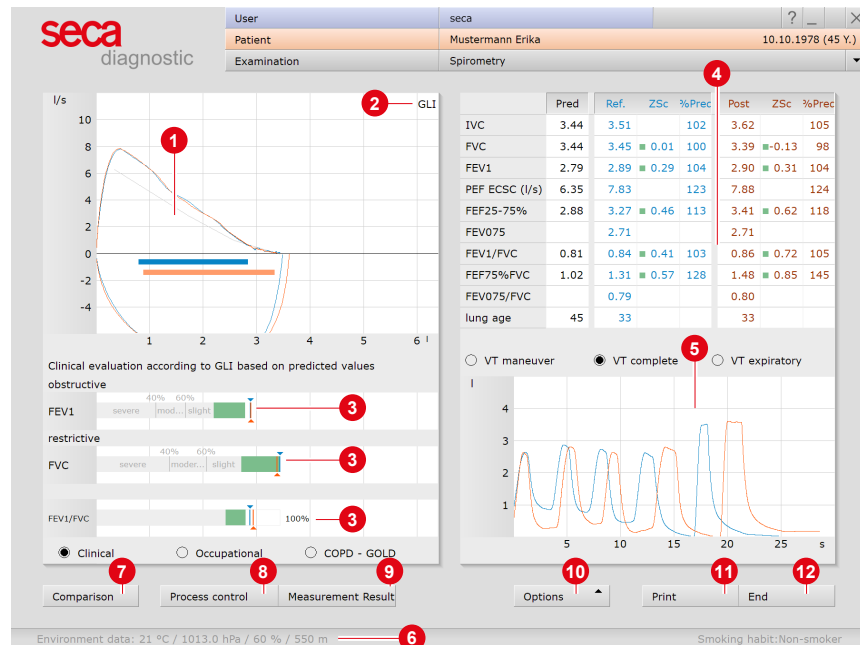 seca
diagnostic
User seca ? _ X
Patient Mustermann Erika 10.10.1978 (45 Y.)
Examination Spirometry
l/s
2 GLI
1
10
8
6
4
2
0
-2
-4
1 2 3 4 5 6 l
4
Pred Ref. ZSc %Pred Post ZSc %Pred
IVC 3.44 3.51 102 3.62 105
FVC 3.44 3.45 0.01 100 3.39 -0.13 98
FEV1 2.79 2.89 0.29 104 2.90 0.31 104
PEF ECSC (l/s) 6.35 7.83 123 7.88 124
FEF25-75% 2.88 3.27 0.46 113 3.41 0.62 118
FEV075 2.71 2.71
FEV1/FVC 0.81 0.84 0.41 103 0.86 0.72 105
FEF75%FVC 1.02 1.31 0.57 128 1.48 0.85 145
FEV075/FVC 0.79 0.80
lung age 45 33 33
Clinical evaluation according to GLI based on predicted values
obstructive
40% 60%
FEV1 severe mod... slight 3
restrictive
40% 60%
FVC severe moder... slight 3
FEV1/FVC 100% 3
Clinical Occupational COPD - GOLD
5
VT maneuver VT complete VT expiratory
l
4
3
2
1
5 10 15 20 25 s
7 8 9 10 11 12
Comparison Process control Measurement Result Options Print End
Environment data: 21 ºC / 1013.0 hPa / 60 % / 550 m 6 Smoking habit:Non-smoker